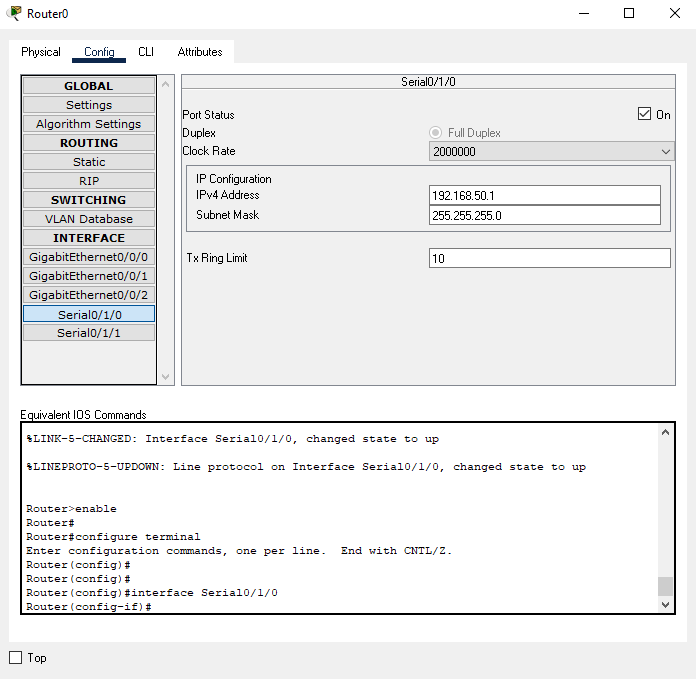 Router0
Physical Config CLI Attributes
GLOBAL
Settings
Algorithm Settings
ROUTING
Static
RIP
SWITCHING
VLAN Database
INTERFACE
GigabitEthernet0/0/0
GigabitEthernet0/0/1
GigabitEthernet0/0/2
Serial0/1/0
Serial0/1/1
Serial0/1/0
Port Status On
Duplex Full Duplex
Clock Rate 2000000
IP Configuration
IPv4 Address 192.168.50.1
Subnet Mask 255.255.255.0
Tx Ring Limit 10
Equivalent IOS Commands
%LINK-5-CHANGED: Interface Serial0/1/0, changed state to up
%LINEPROTO-5-UPDOWN: Line protocol on Interface Serial0/1/0, changed state to up
Router>enable
Router#
Router#configure terminal
Enter configuration commands, one per line. End with CNTL/Z.
Router(config)#
Router(config)#
Router(config)#interface Serial0/1/0
Router(config-if)#
Top